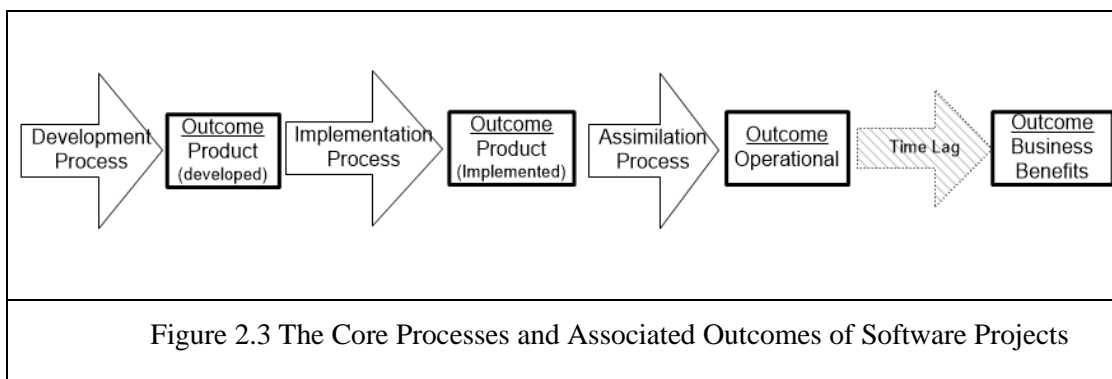 Development
Process
Outcome
Product
(developed)
Implementation
Process
Outcome
Product
(Implemented)
Assimilation
Process
Outcome
Operational
Time Lag
Outcome
Business
Benefits
Figure 2.3 The Core Processes and Associated Outcomes of Software Projects